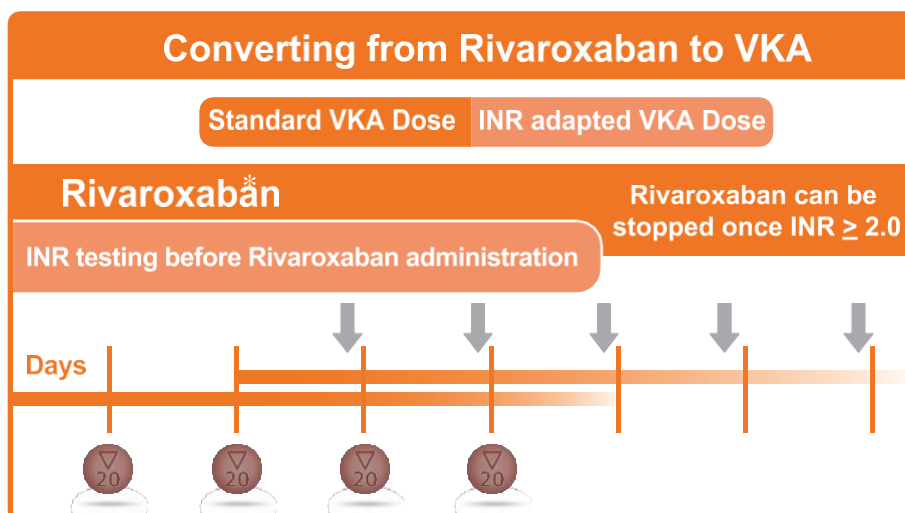 Converting from Rivaroxaban to VKA
Standard VKA Dose
INR adapted VKA Dose
Rivaroxaban*
Rivaroxaban can be
stopped once INR ≥ 2.0
INR testing before Rivaroxaban administration
Days
20
20
20
20